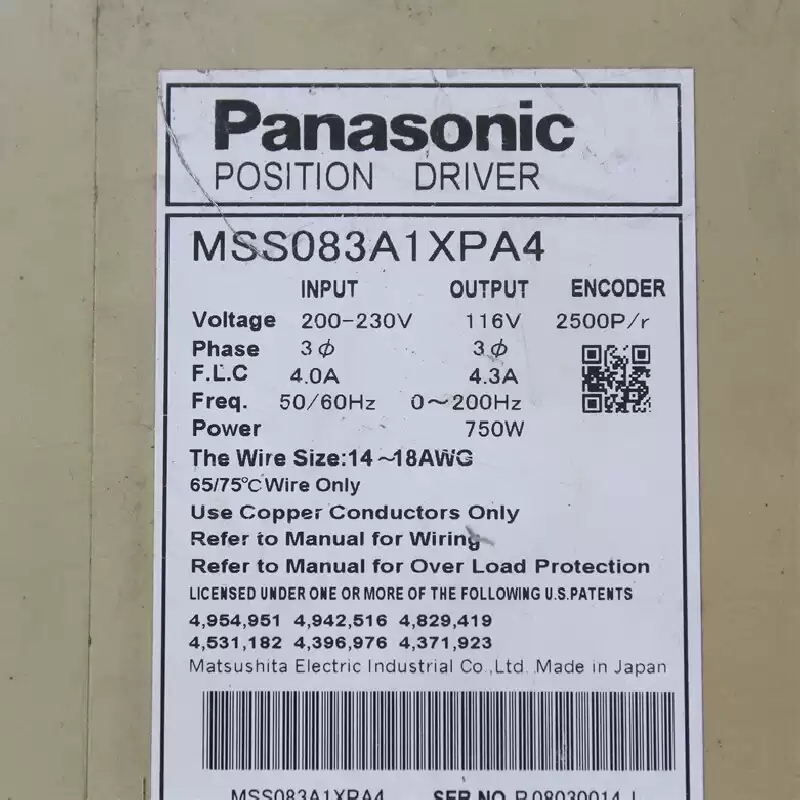 Panasonic
POSITION DRIVER
MSS083A1XPA4
INPUT OUTPUT ENCODER
Voltage 200-230V 116V 2500P/r
Phase 3ϕ 3ϕ
F.L.C 4.0A 4.3A
Freq. 50/60Hz 0~200Hz
Power 750W
The Wire Size:14~18AWG
65/75℃ Wire Only
Use Copper Conductors Only
Refer to Manual for Wiring
Refer to Manual for Over Load Protection
LICENSED UNDER ONE OR MORE OF THE FOLLOWING U.S.PATENTS
4,954,951 4,942,516 4,829,419
4,531,182 4,396,976 4,371,923
Matsushita Electric Industrial Co.,Ltd. Made in Japan
MSS083A1XPA4 SER.NO.